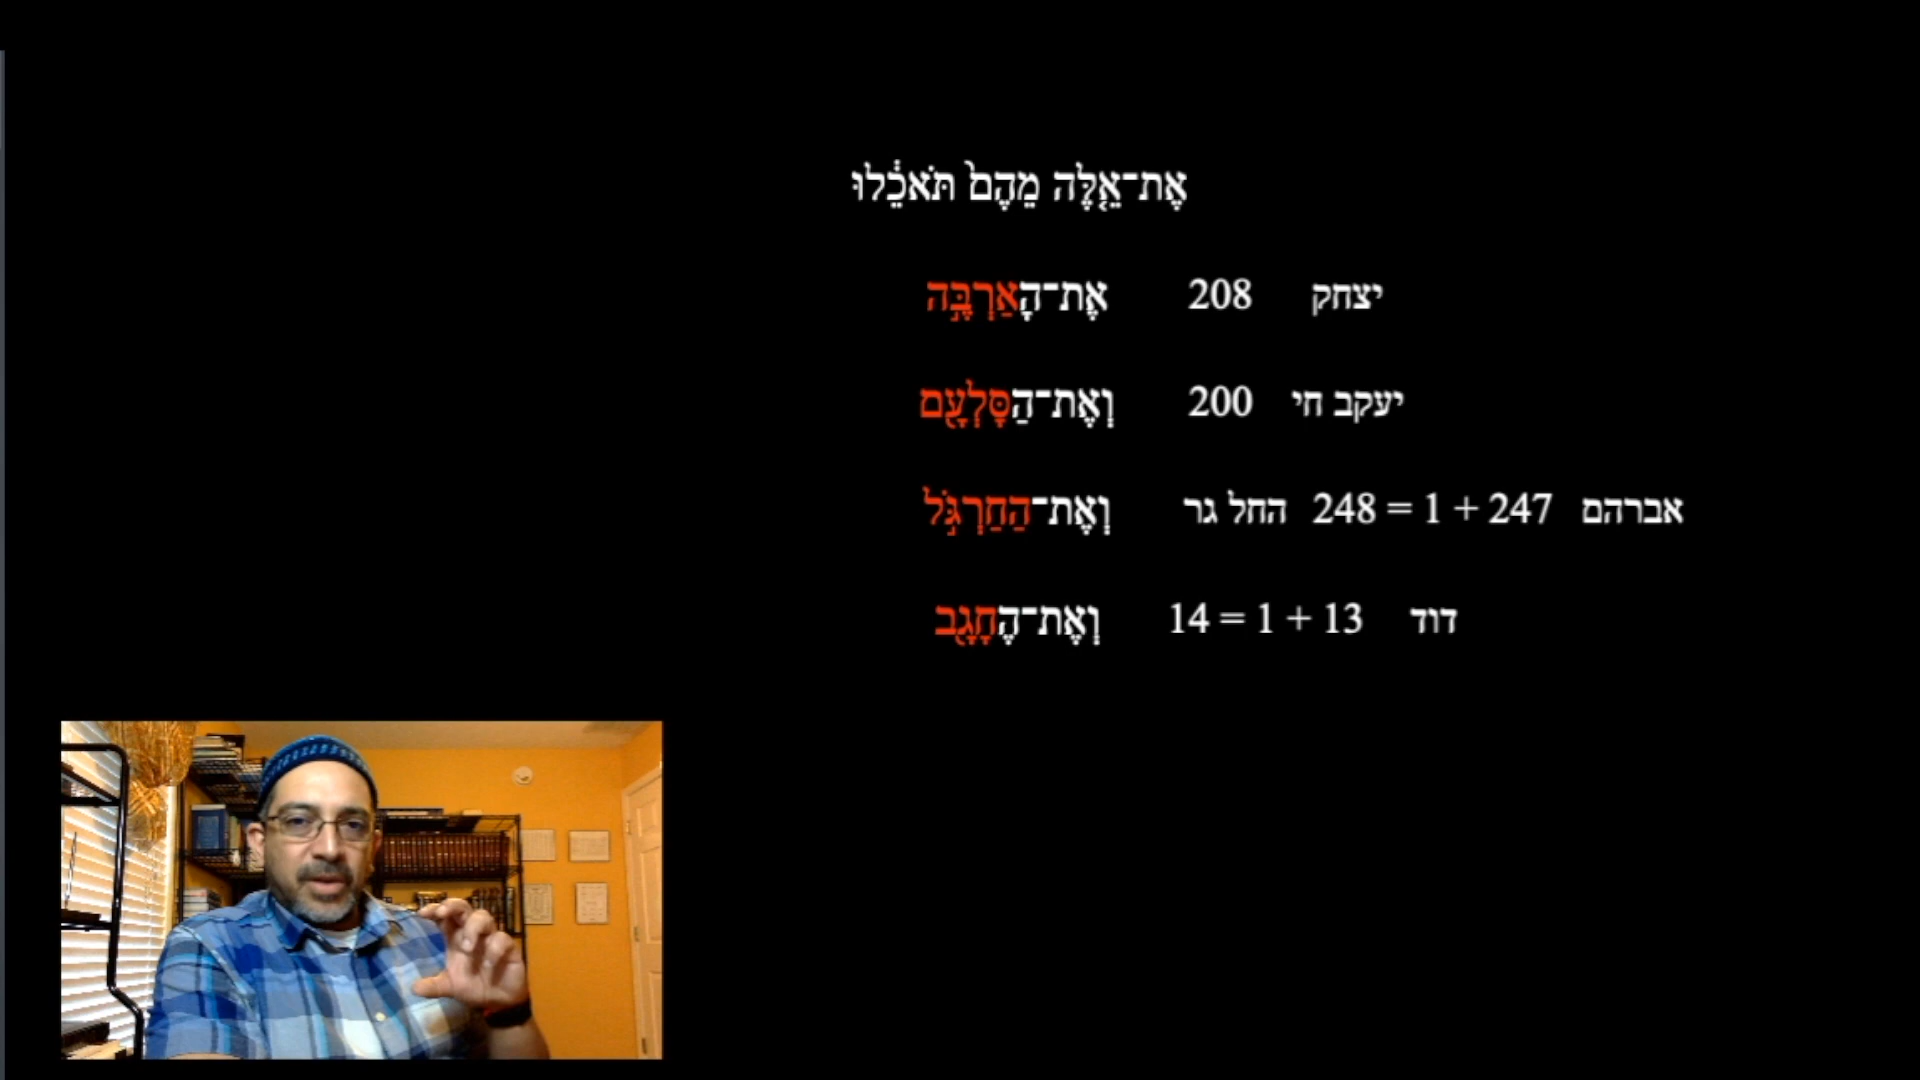 אֶת־אֵ֤לֶּה מֵהֶם֙ תֹּאכֵ֔לוּ
אֶת־הָאַרְבֶּ֣ה 208 יצחק
וְאֶת־הַסָּלְעָ֖ם 200 יעקב חי
וְאֶת־הַחַרְגֹּ֣ל החל גר 248 = 1 + 247 אברהם
וְאֶת־הֶחָגָ֖ב 14 = 1 + 13 דוד